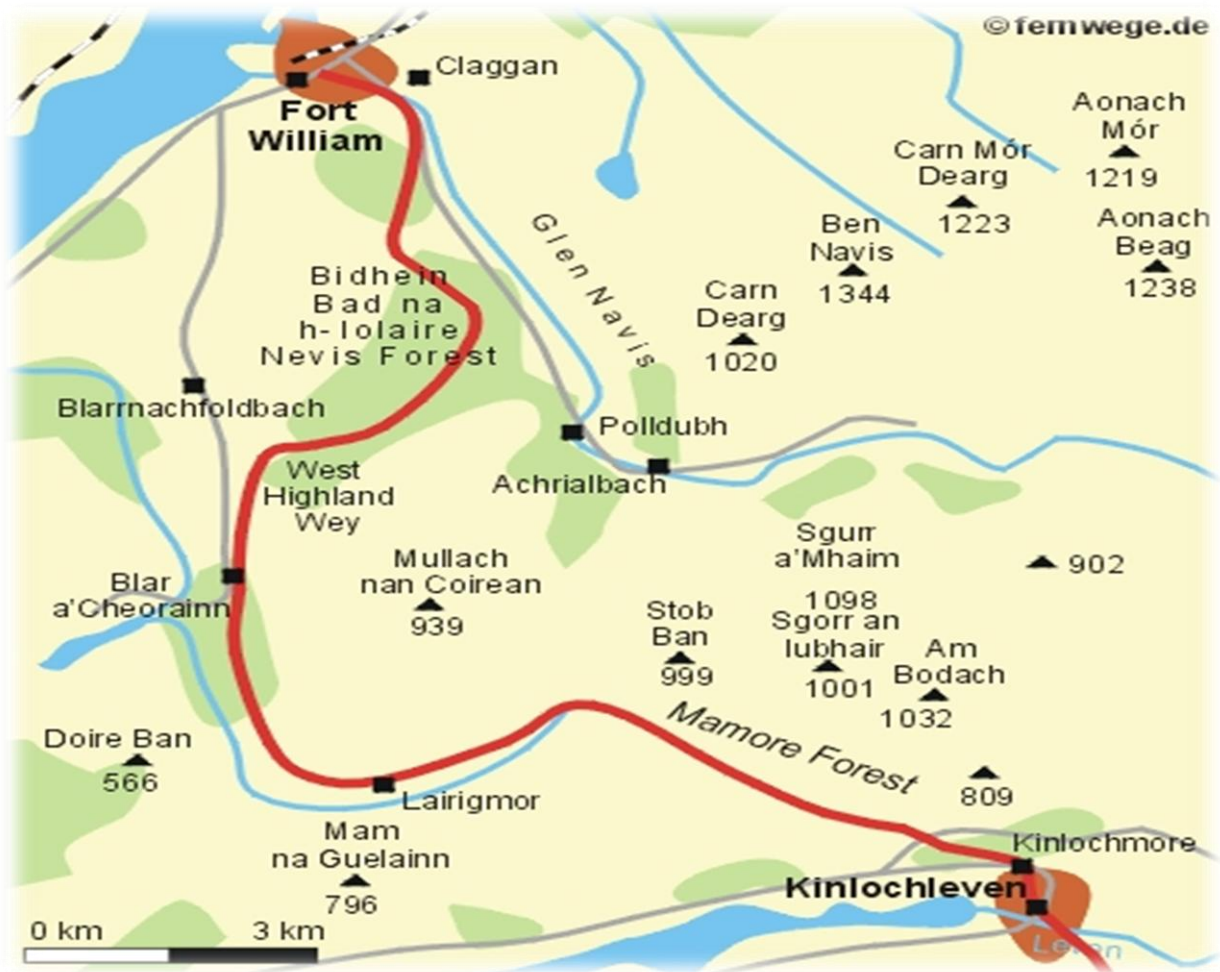 © fernwege.de
Claggan
Fort
William
Aonach
Mór
1219
Carn Mór
Dearg
1223
Aonach
Beag
1238
Ben
Navis
1344
Glen Navis
Carn
Dearg
1020
Bidhein
Bad na
h-Iolaire
Nevis Forest
Blarrnachfoldbach
Polldubh
Achrialbach
West
Highland
Wey
Mullach
nan Coirean
939
Sgurr
a'Mhaim
1098
902
Blar
a'Cheorainn
Stob
Ban
999
Sgorr an
Iubhair
1001
Am
Bodach
1032
Mamore Forest
Doire Ban
566
809
Lairigmor
Mam
na Guelainn
796
Kinlochmore
Kinlochleven
Leven
0 km 3 km